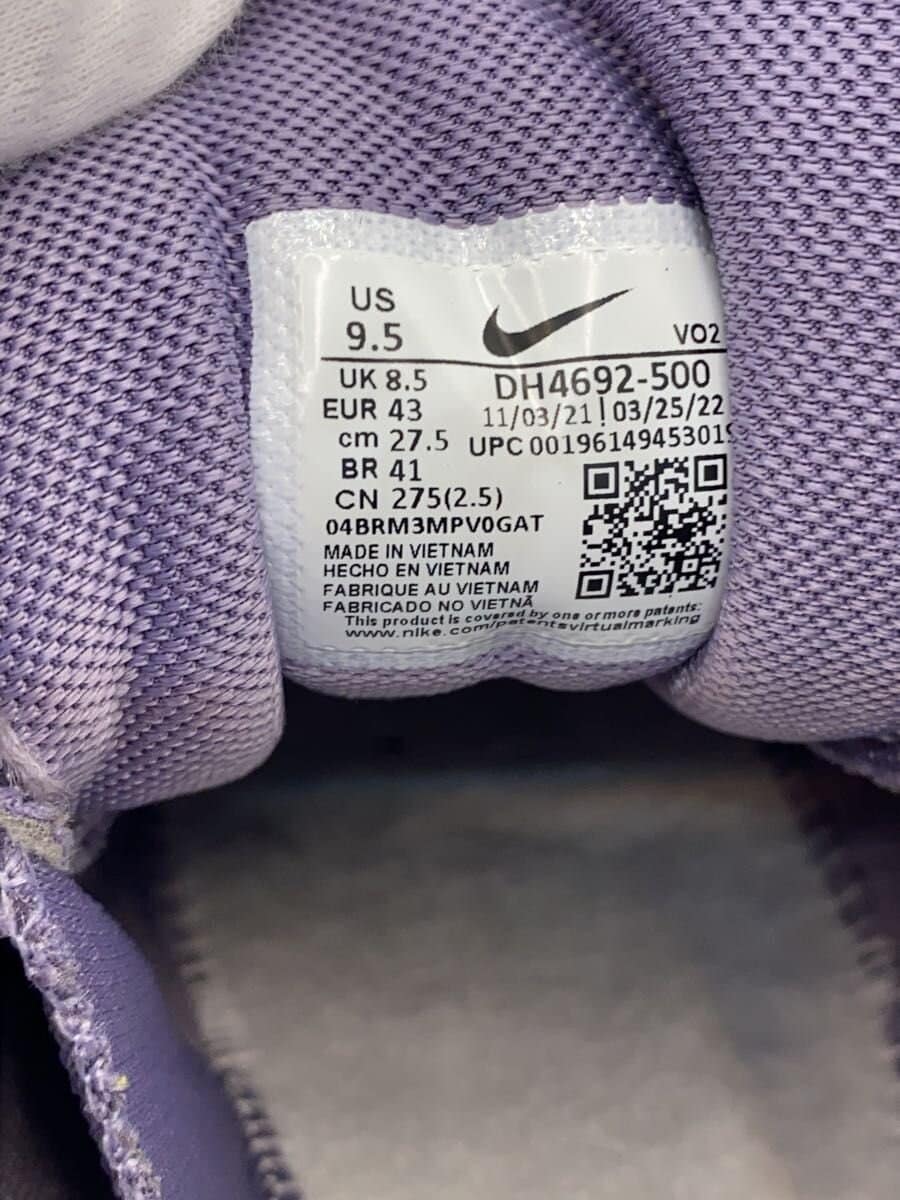 US
9.5
VO2
UK 8.5
EUR 43
cm 27.5
BR 41
CN 275(2.5)
DH4692-500
11/03/21 | 03/25/22
UPC 00196149453019
04BRM3MPV0GAT
MADE IN VIETNAM
HECHO EN VIETNAM
FABRIQUE AU VIETNAM
FABRICADO NO VIETNÃ
This product is covered by one or more patents:
www.nike.com/patentsvirtualmarking